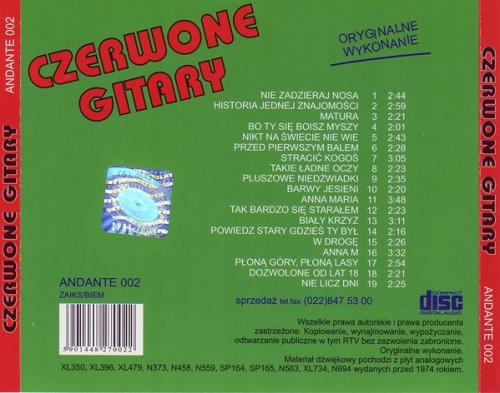 ANDANTE 002
CZERWONE GITARY
CZERWONE
GITARY
ORYGINALNE
WYKONANIE
NIE ZADZIERAJ NOSA 1 2:44
HISTORIA JEDNEJ ZNAJOMOŚCI 2 2:59
MATURA 3 2:21
BO TY SIĘ BOISZ MYSZY 4 2:01
NIKT NA ŚWIECIE NIE WIE 5 2:43
PRZED PIERWSZYM BALEM 6 2:28
STRACIĆ KOGOŚ 7 3:05
TAKIE ŁADNE OCZY 8 2:23
PLUSZOWE NIEDŹWIADKI 9 2:35
BARWY JESIENI 10 2:20
ANNA MARIA 11 3:48
TAK BARDZO SIĘ STARAŁEM 12 2:23
BIAŁY KRZYŻ 13 3:11
POWIEDZ STARY GDZIEŚ TY BYŁ 14 2:16
W DROGĘ 15 2:26
ANNA M 16 3:32
PŁONĄ GÓRY, PŁONĄ LASY 17 2:54
DOZWOLONE OD LAT 18 18 2:21
NIE LICZ DNI 19 2:25
ANDANTE 002
ZAIKS/BIEM
5901448270022
sprzedaż tel.fax (022)847 53 00
COMPACT
disc
DIGITAL AUDIO
Wszelkie prawa autorskie i prawa producenta
zastrzeżone. Kopiowanie, wynajmowanie, wypożyczanie,
odtwarzanie publiczne w tym RTV bez zezwolenia zabronione.
Oryginalne wykonanie.
Materiał dźwiękowy pochodzi z płyt analogowych
XL350, XL396, XL479, N373, N458, N559, SP164, SP165, N563, XL734, N694 wydanych przed 1974 rokiem.
CZERWONE GITARY
ANDANTE 002